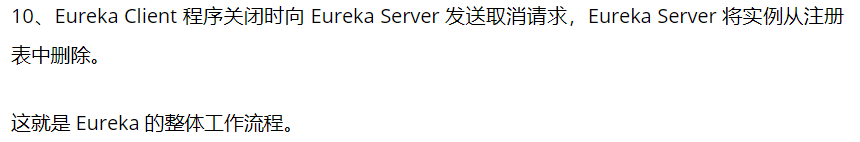 10、Eureka Client 程序关闭时向 Eureka Server 发送取消请求，Eureka Server 将实例从注册
表中删除。
这就是 Eureka 的整体工作流程。